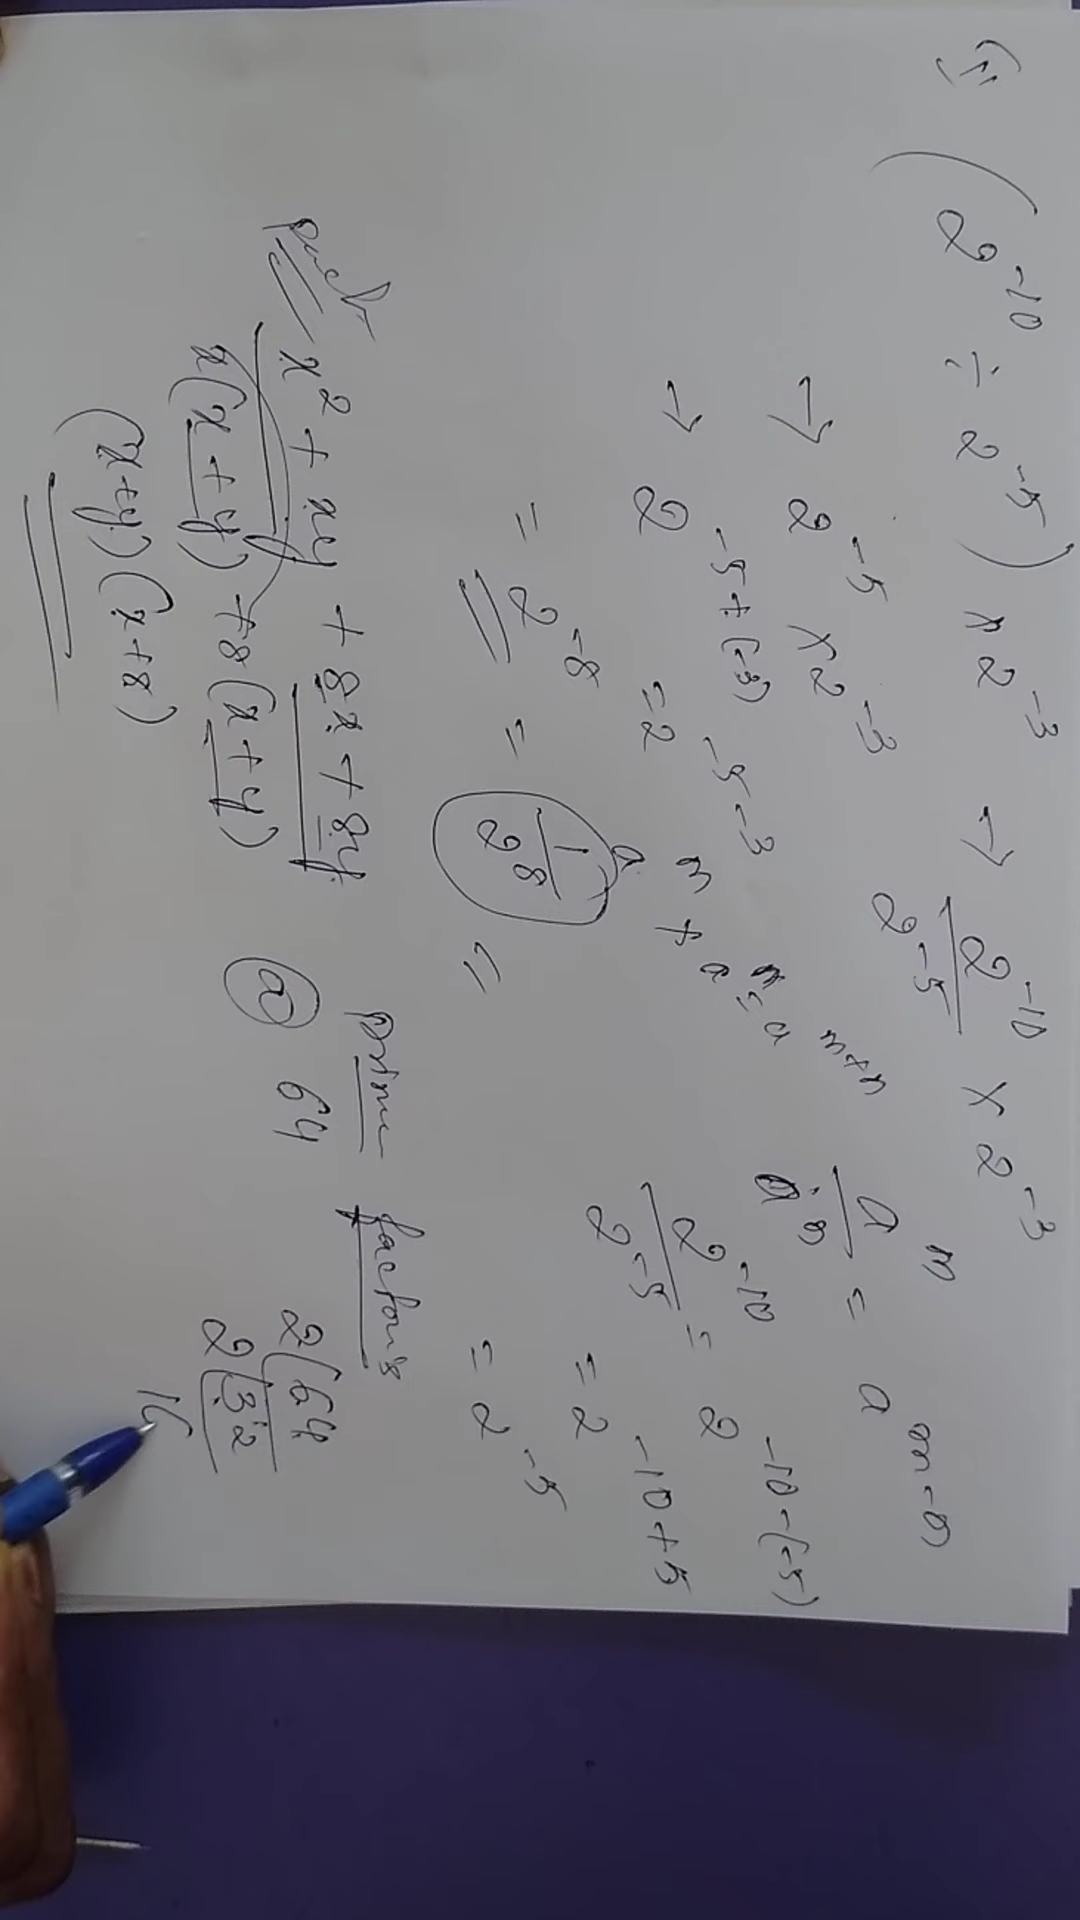 (i) (2^-10 ÷ 2^-5) × 2^-3 → 2^-10 / 2^-5 × 2^-3
→ 2^-5 × 2^-3
→ 2^-5+(-3) = 2^-5-3
= 2^-8 = 1/2^8 =
a^m × a^n = a^m+n
a^m / a^n = a^m-n
2^-10 / 2^-5 = 2^-10-(-5)
= 2^-10+5
= 2^-5
x² + xy + 8x + 8y
x(x+y) +8(x+y)
(x+y)(x+8)
prime factors
(a) 64
2(64
2(32
16